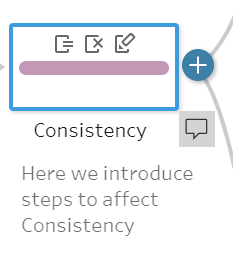 Consistency
Here we introduce
steps to affect
Consistency